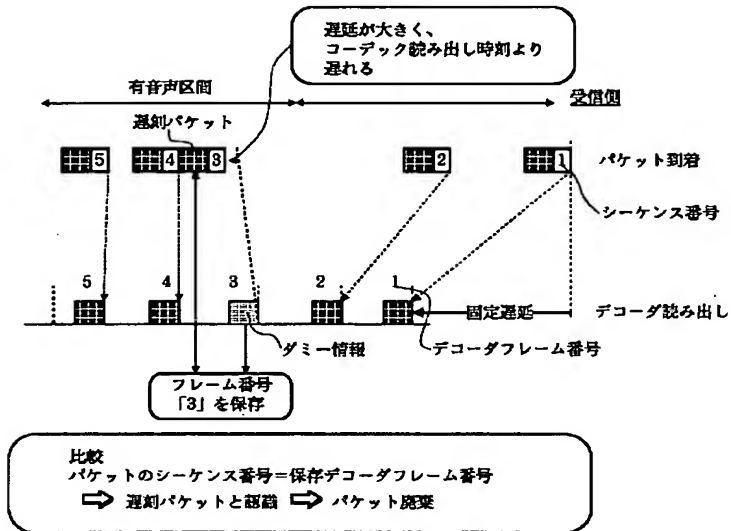 遅延が大きく、
コーデック読み出し時刻より
遅れる
有音声区間
受信側
遅刻パケット
5 4 3 2 1
パケット到着
シーケンス番号
5 4 3 2 1
固定遅延
デコーダ読み出し
ダミー情報
デコーダフレーム番号
フレーム番号
「3」を保存
比較
パケットのシーケンス番号=保存デコーダフレーム番号
⇨ 遅刻パケットと認識 ⇨ パケット廃棄